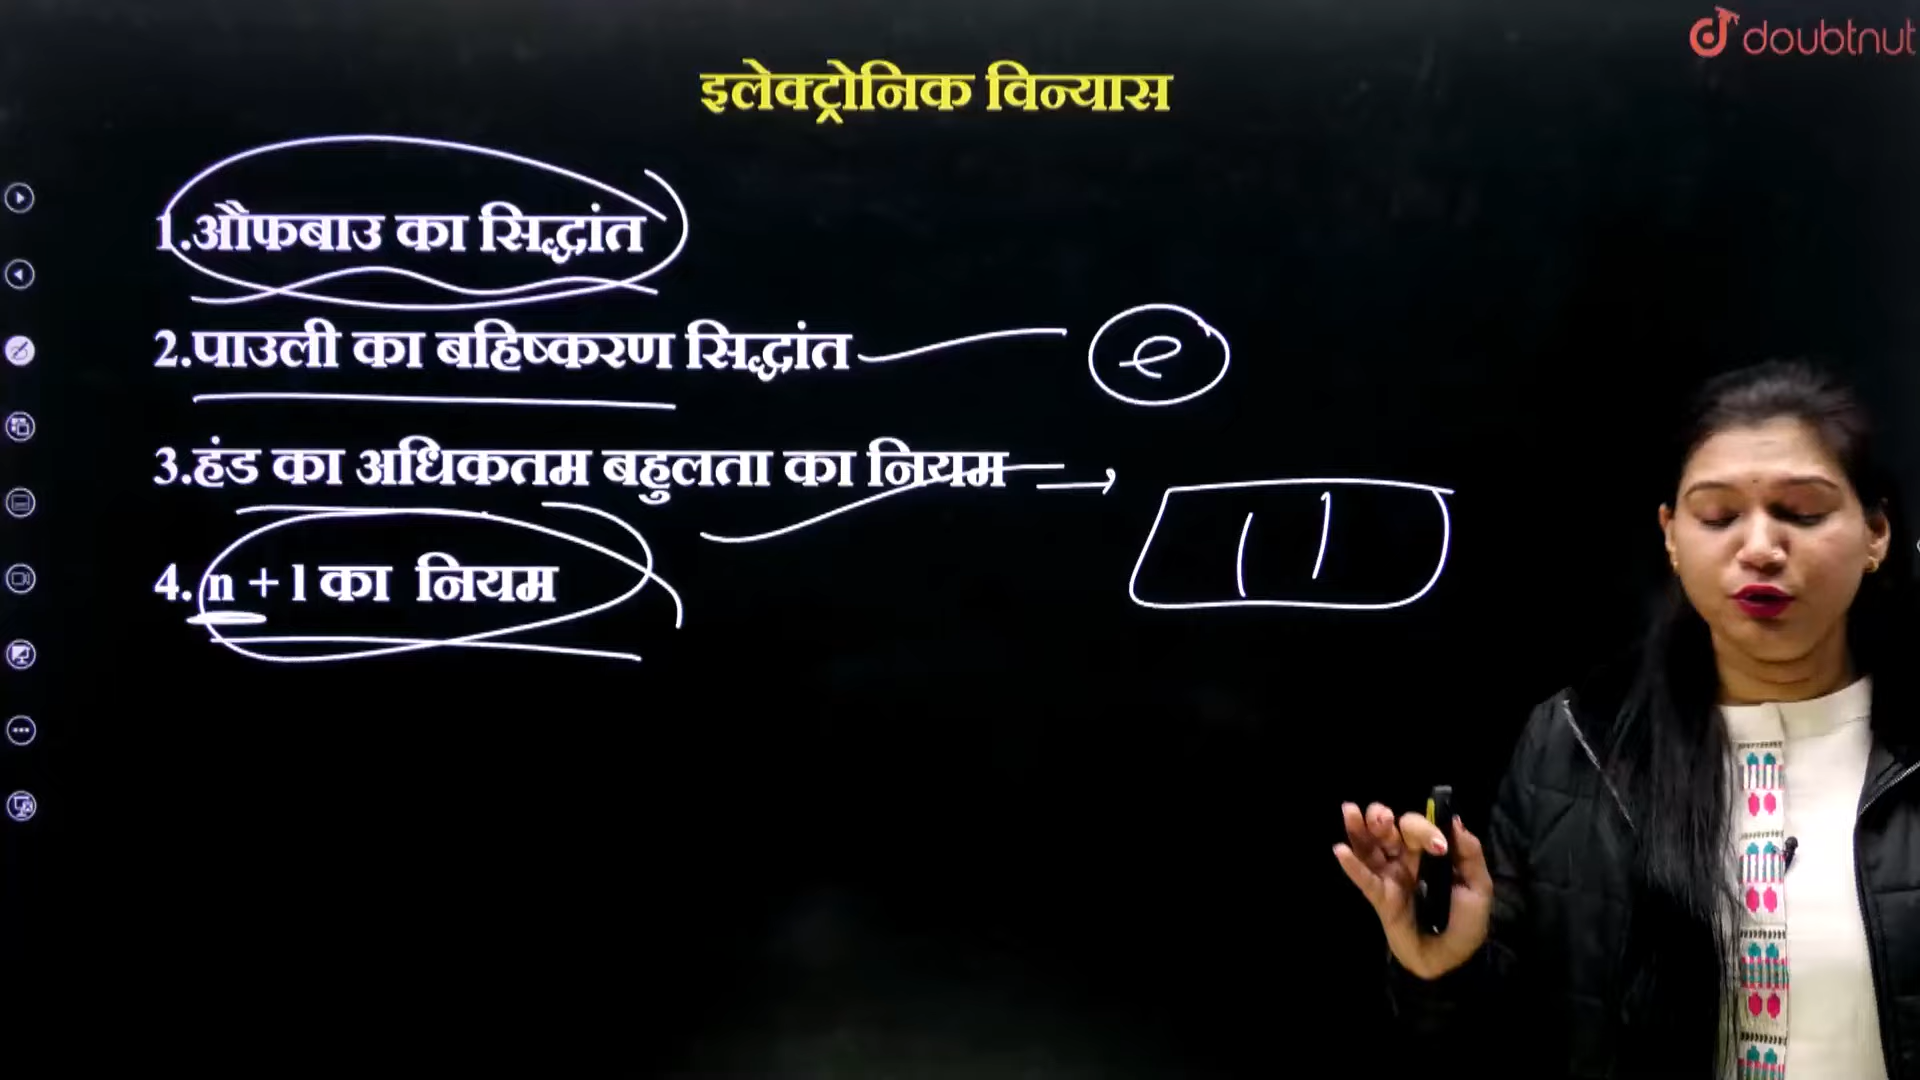 doubtnut
इलेक्ट्रोनिक विन्यास
1.औफबाउ का सिद्धांत
2.पाउली का बहिष्करण सिद्धांत
e
3.हंड का अधिकतम बहुलता का नियम
4. n + l का नियम